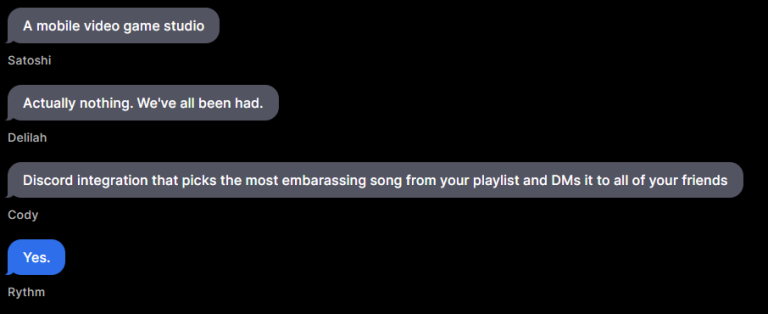 A mobile video game studio
Satoshi
Actually nothing. We've all been had.
Delilah
Discord integration that picks the most embarassing song from your playlist and DMs it to all of your friends
Cody
Yes.
Rythm